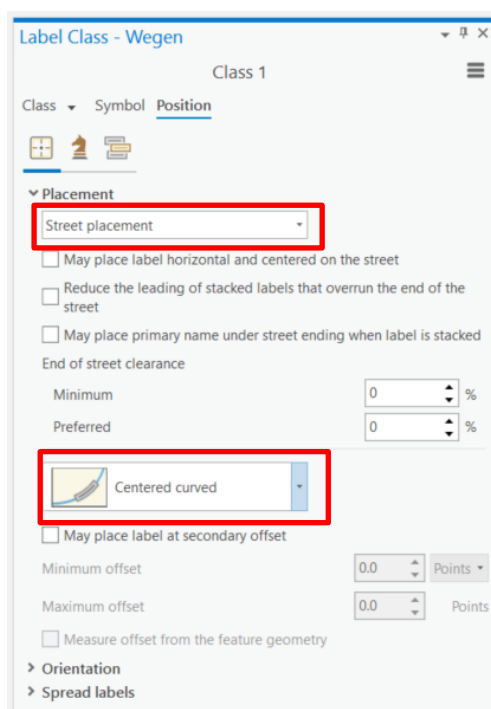 Label Class - Wegen
Class 1
Class Symbol Position
Placement
Street placement
May place label horizontal and centered on the street
Reduce the leading of stacked labels that overrun the end of the
street
May place primary name under street ending when label is stacked
End of street clearance
Minimum 0 %
Preferred 0 %
Centered curved
May place label at secondary offset
Minimum offset 0.0 Points
Maximum offset 0.0 Points
Measure offset from the feature geometry
Orientation
Spread labels